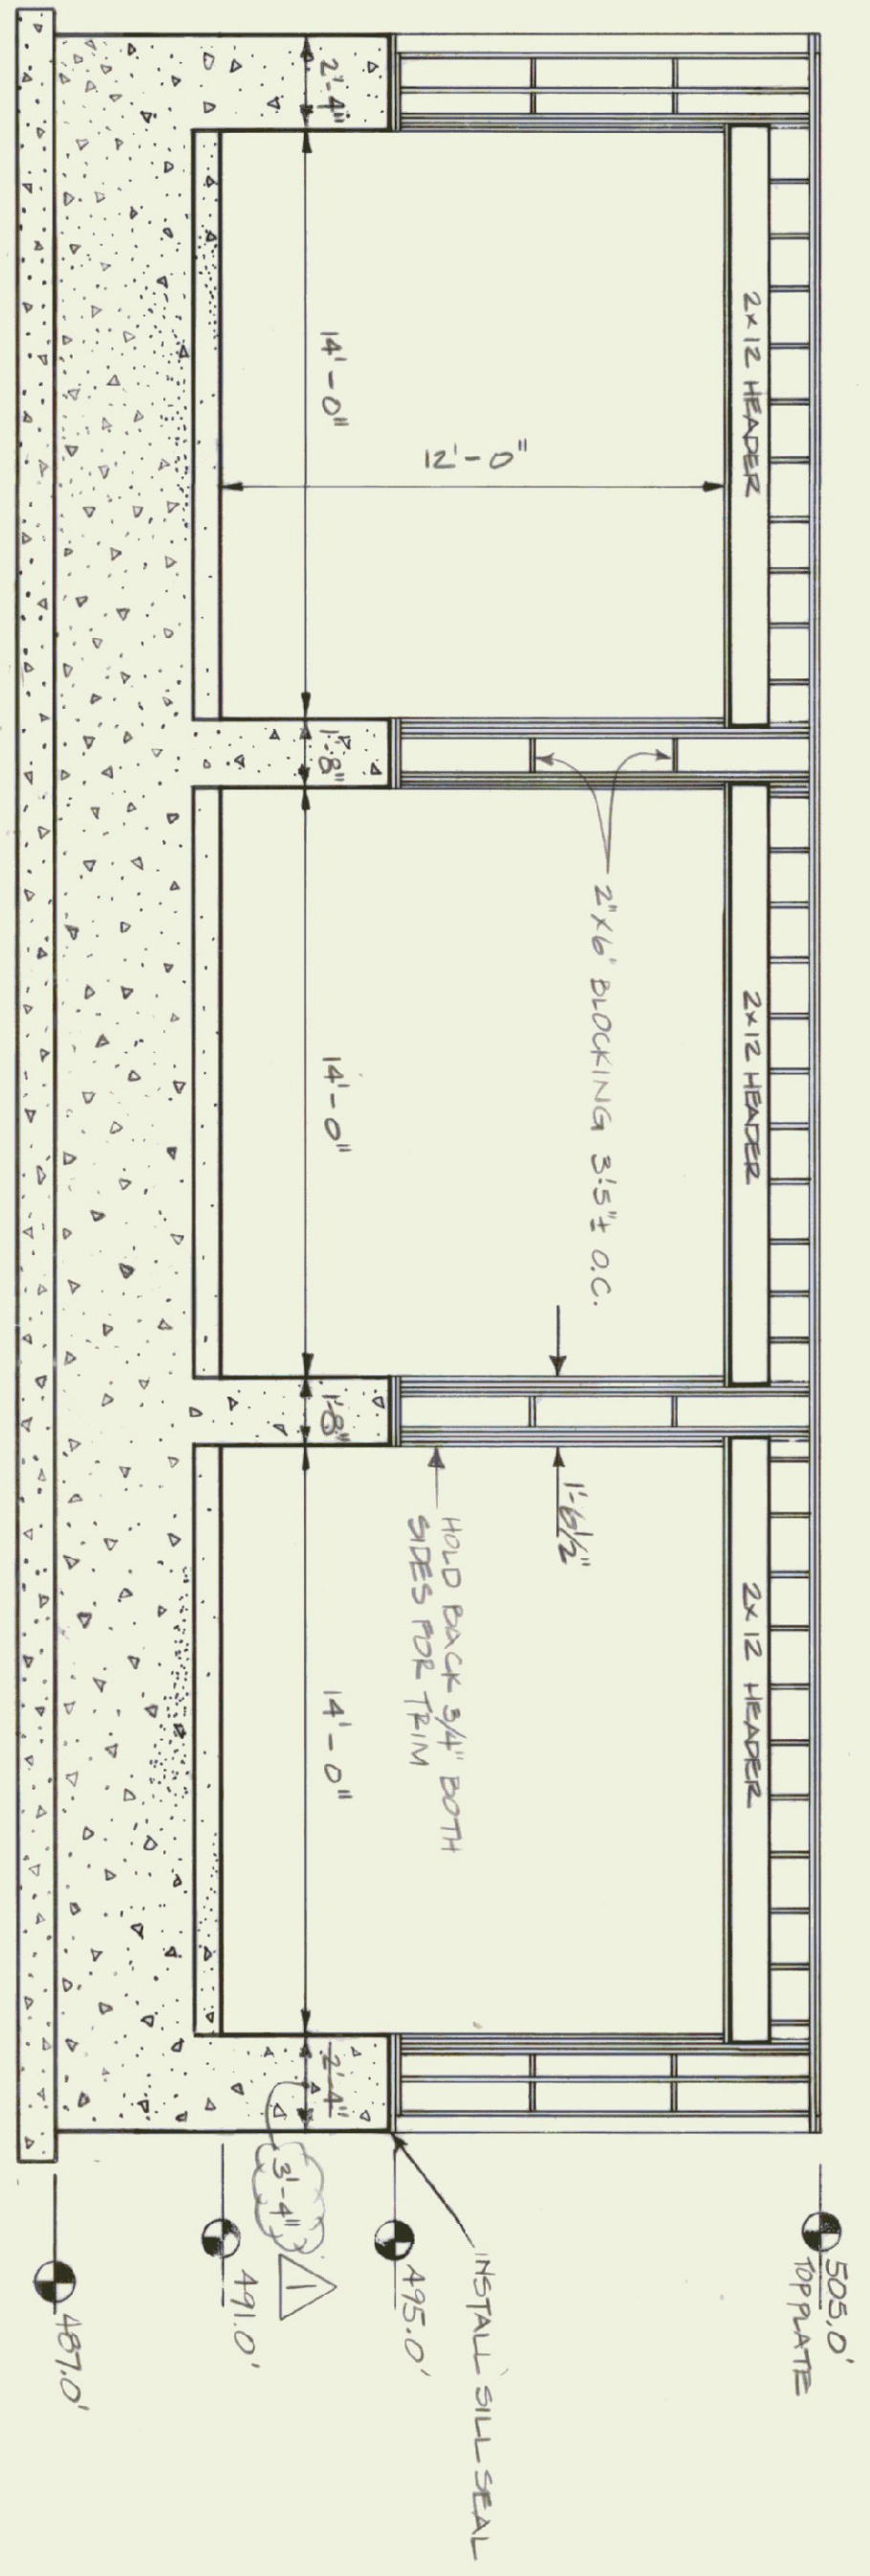 505.0'
TOP PLATE
2x12 HEADER
2x12 HEADER
2x12 HEADER
12'-0"
2"x6" BLOCKING 3'5"± O.C.
1'-6 1/2"
HOLD BACK 3/4" BOTH
SIDES FOR TRIM
INSTALL SILL SEAL
495.0'
2'-4"
14'-0"
1'-8"
14'-0"
1'-8"
14'-0"
2'-4"
3'-4"
1
491.0'
487.0'